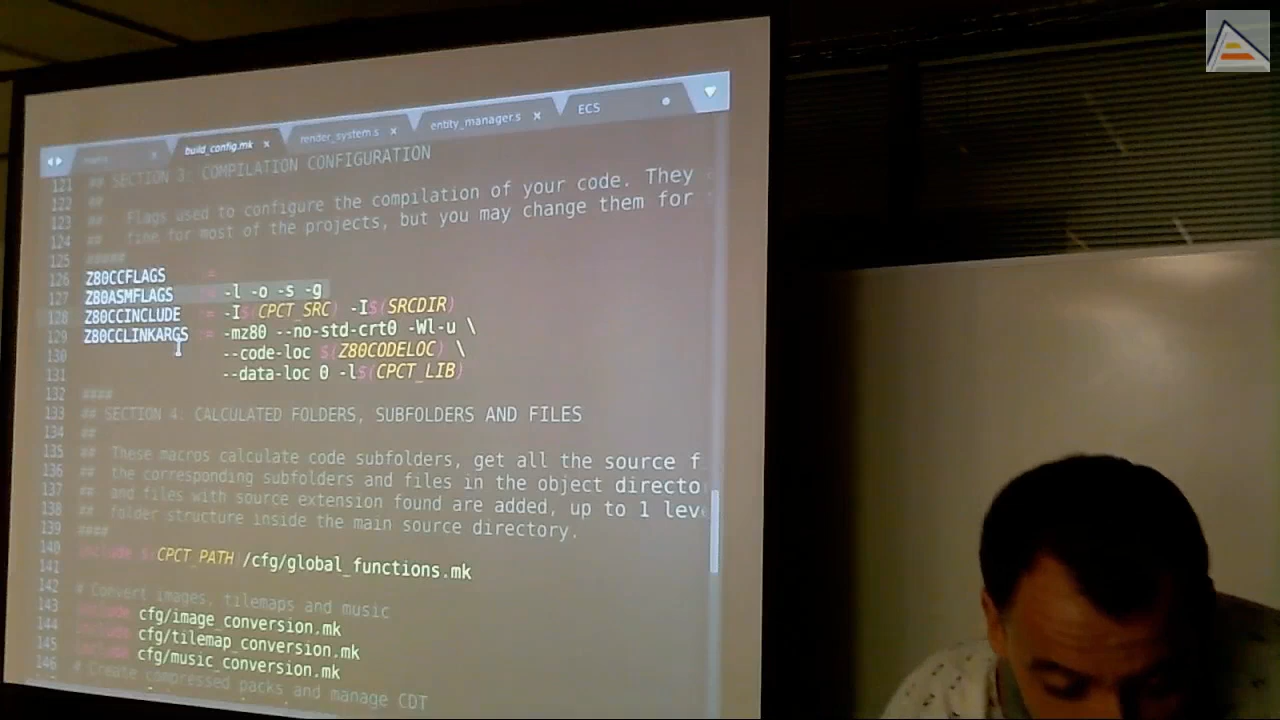 build_config.mk × render_system.s × entity_manager.s × ECS
121 ## SECTION 3: COMPILATION CONFIGURATION
122 ##
123 ## Flags used to configure the compilation of your code. They
124 ## fine for most of the projects, but you may change them for
125 #####
126 Z80CCFLAGS :=
127 Z80ASMFLAGS := -l -o -s -g
128 Z80CCINCLUDE := -I$(CPCT_SRC) -I$(SRCDIR)
129 Z80CCLINKARGS := -mz80 --no-std-crt0 -Wl-u \
130 --code-loc $(Z80CODELOC) \
131 --data-loc 0 -l$(CPCT_LIB)
132 ####
133 ## SECTION 4: CALCULATED FOLDERS, SUBFOLDERS AND FILES
134 ##
135 ## These macros calculate code subfolders, get all the source f
136 ## the corresponding subfolders and files in the object directo
137 ## and files with source extension found are added, up to 1 leve
138 ## folder structure inside the main source directory.
139 ####
140 include $(CPCT_PATH)/cfg/global_functions.mk
141
142 # Convert images, tilemaps and music
143 include cfg/image_conversion.mk
144 include cfg/tilemap_conversion.mk
145 include cfg/music_conversion.mk
146 # Create compressed packs and manage CDT